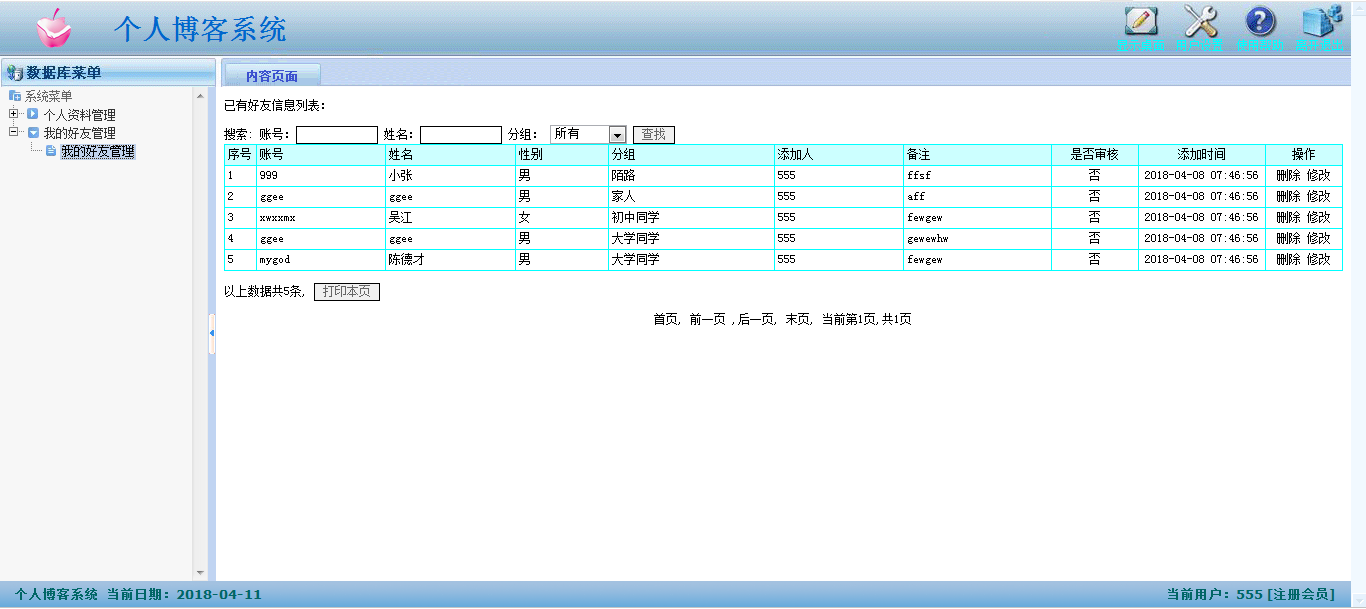 个人博客系统
数据库菜单
系统菜单
个人资料管理
我的好友管理
我的好友管理
内容页面
已有好友信息列表:
搜索: 账号: 姓名: 分组: 所有 查找
序号 账号 姓名 性别 分组 添加人 备注 是否审核 添加时间 操作
1 999 小张 男 陌路 555 ffsf 否 2018-04-08 07:46:56 删除 修改
2 ggee ggee 男 家人 555 aff 否 2018-04-08 07:46:56 删除 修改
3 xwxxmx 吴江 女 初中同学 555 fewgew 否 2018-04-08 07:46:56 删除 修改
4 ggee ggee 男 大学同学 555 gewewhw 否 2018-04-08 07:46:56 删除 修改
5 mygod 陈德才 男 大学同学 555 fewgew 否 2018-04-08 07:46:56 删除 修改
以上数据共5条, 打印本页
首页, 前一页 ,后一页, 末页, 当前第1页,共1页
个人博客系统 当前日期: 2018-04-11
当前用户: 555 [注册会员]